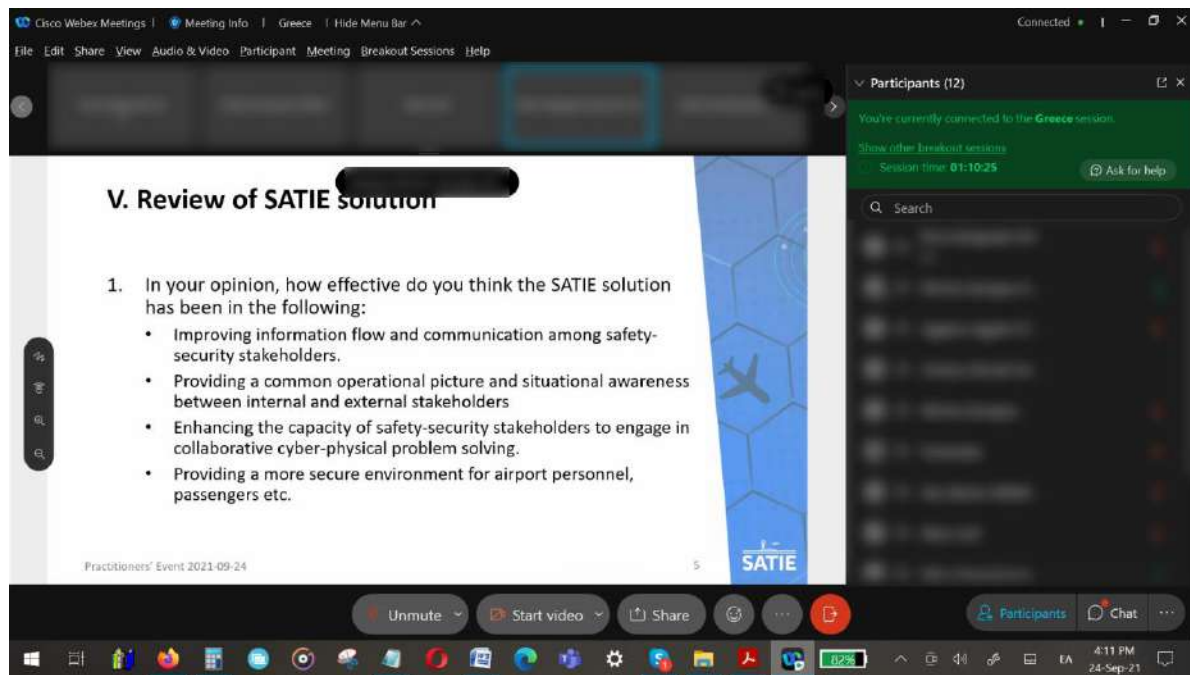 Cisco Webex Meetings | Meeting Info | Greece | Hide Menu Bar
Connected
File Edit Share View Audio & Video Participant Meeting Breakout Sessions Help
Participants (12)
You're currently connected to the Greece session.
Show other breakout sessions
Session time: 01:10:25
Ask for help
Search
V. Review of SATIE solution
1. In your opinion, how effective do you think the SATIE solution
has been in the following:
• Improving information flow and communication among safety-
security stakeholders.
• Providing a common operational picture and situational awareness
between internal and external stakeholders
• Enhancing the capacity of safety-security stakeholders to engage in
collaborative cyber-physical problem solving.
• Providing a more secure environment for airport personnel,
passengers etc.
Practitioners' Event 2021-09-24
5
SATIE
Unmute
Start video
Share
Participants
Chat
82%
ΕΛ
4:11 PM
24-Sep-21